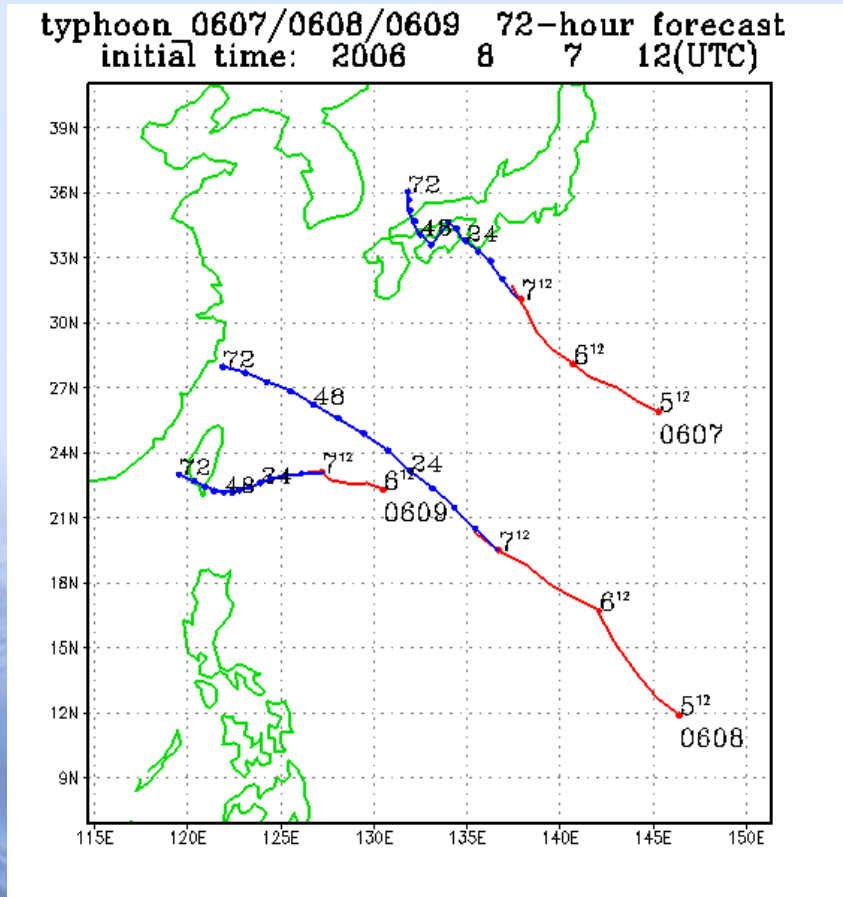 typhoon_0607/0608/0609 72-hour forecast
initial time: 2006 8 7 12(UTC)
39N
36N
33N
30N
27N
24N
21N
18N
15N
12N
9N
115E 120E 125E 130E 135E 140E 145E 150E
72
48
24
7¹²
6¹²
5¹²
0607
72
48
24
7¹²
6¹²
5¹²
0608
72
48
24
7¹²
6¹²
0609